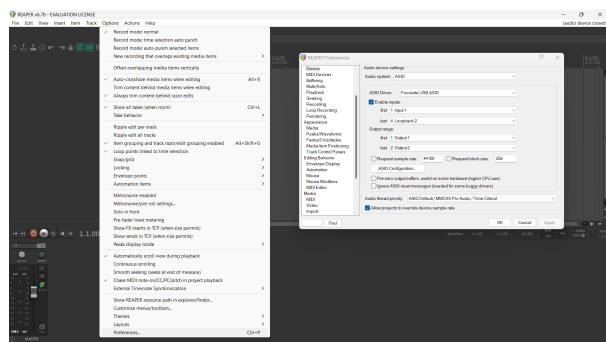 REAPER v6.78 - EVALUATION LICENSE
File Edit View Insert Item Track Options Actions Help
[audio device closed]
Record mode: normal
Record mode: time selection auto punch
Record mode: auto-punch selected items
New recording that overlaps existing media items
Offset overlapping media items vertically
Auto-crossfade media items when editing Alt+X
Trim content behind media items when editing
Always trim content behind razor edits
Show all takes (when room) Ctrl+L
Take behavior
Ripple edit per-track
Ripple edit all tracks
Item grouping and track razor/edit grouping enabled Alt+Shift+G
Loop points linked to time selection
Snap/grid
Locking
Envelope points
Automation items
Metronome enabled
Metronome/pre-roll settings...
Solo in front
Pre-fader track metering
Show FX inserts in TCP (when size permits)
Show sends in TCP (when size permits)
Peaks display mode
Automatically scroll view during playback
Continuous scrolling
Smooth seeking (seeks at end of measure)
Chase MIDI note-on/CC/PC/pitch in project playback
External Timecode Synchronization
Show REAPER resource path in explorer/finder...
Customize menus/toolbars...
Themes
Layouts
Preferences... Ctrl+P
REAPER Preferences
Device
MIDI Devices
Buffering
Mute/Solo
Playback
Seeking
Recording
Loop Recording
Rendering
Appearance
Media
Peaks/Waveforms
Fades/Crossfades
Media Item Positioning
Track Control Panels
Editing Behavior
Envelope Display
Automation
Mouse
Mouse Modifiers
MIDI Editor
Media
MIDI
Video
Import
Find
Audio device settings
Audio system: ASIO
ASIO Driver: Focusrite USB ASIO
Enable inputs:
first 1: Input 1
last 4: Loopback 2
Output range:
first 1: Output 1
last 2: Output 2
Request sample rate: 44100 Request block size: 256
ASIO Configuration...
Pre-zero output buffers, useful on some hardware (higher CPU use)
Ignore ASIO reset messages (needed for some buggy drivers)
Audio thread priority: ASIO Default / MMCSS Pro Audio / Time Critical
Allow projects to override device sample rate
OK Cancel Apply
1.1.00
MASTER